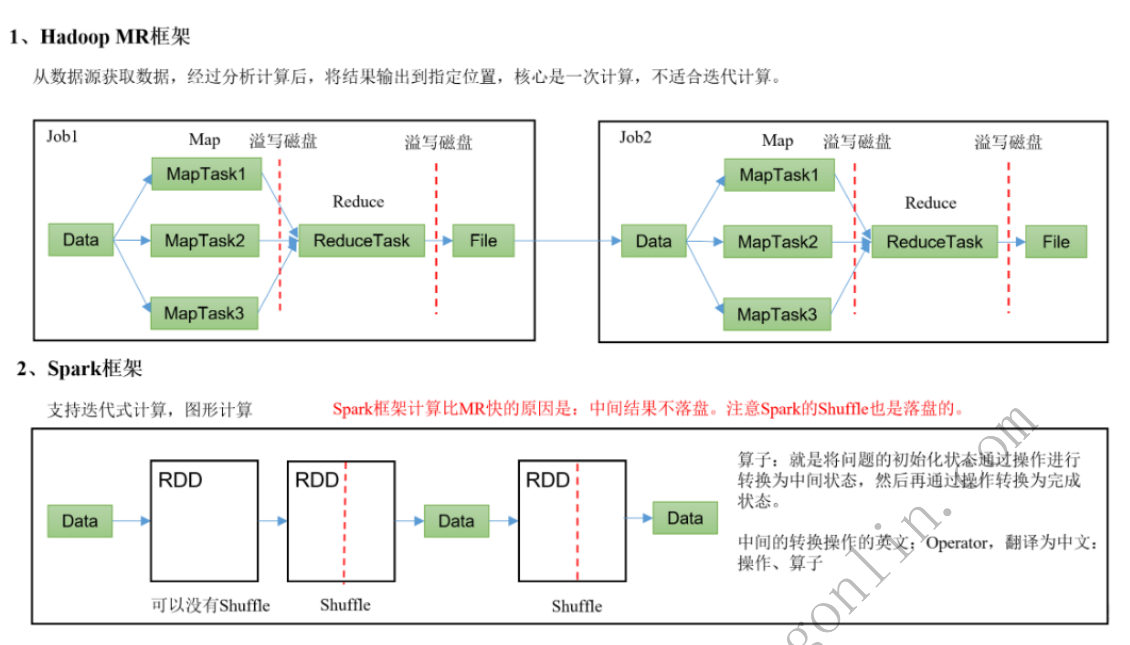 1、Hadoop MR框架
从数据源获取数据，经过分析计算后，将结果输出到指定位置，核心是一次计算，不适合迭代计算。
Job1
Map
溢写磁盘
溢写磁盘
MapTask1
Reduce
Data
MapTask2
ReduceTask
File
MapTask3
Job2
Map
溢写磁盘
溢写磁盘
MapTask1
Reduce
Data
MapTask2
ReduceTask
File
MapTask3
2、Spark框架
支持迭代式计算，图形计算
Spark框架计算比MR快的原因是：中间结果不落盘。注意Spark的Shuffle也是落盘的。
RDD
RDD
RDD
Data
Data
Data
可以没有Shuffle
Shuffle
Shuffle
算子：就是将问题的初始化状态通过操作进行
转换为中间状态，然后再通过操作转换为完成
状态。
中间的转换操作的英文：Operator，翻译为中文：
操作、算子
gonlin.com